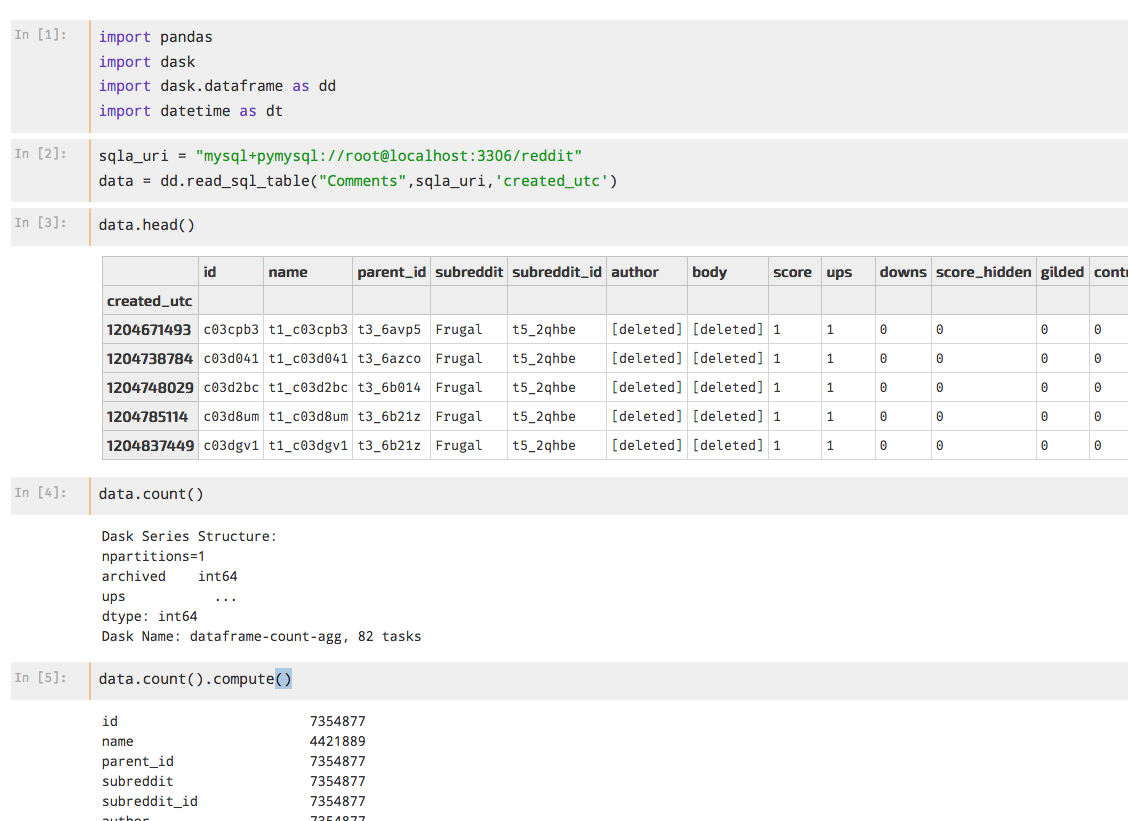 In [1]:
import pandas
import dask
import dask.dataframe as dd
import datetime as dt
In [2]:
sqla_uri = "mysql+pymysql://root@localhost:3306/reddit"
data = dd.read_sql_table("Comments",sqla_uri,'created_utc')
In [3]:
data.head()
id name parent_id subreddit subreddit_id author body score ups downs score_hidden gilded
created_utc
1204671493 c03cpb3 t1_c03cpb3 t3_6avp5 Frugal t5_2qhbe [deleted] [deleted] 1 1 0 0 0 0
1204738784 c03d041 t1_c03d041 t3_6azco Frugal t5_2qhbe [deleted] [deleted] 1 1 0 0 0 0
1204748029 c03d2bc t1_c03d2bc t3_6b014 Frugal t5_2qhbe [deleted] [deleted] 1 1 0 0 0 0
1204785114 c03d8um t1_c03d8um t3_6b21z Frugal t5_2qhbe [deleted] [deleted] 1 1 0 0 0 0
1204837449 c03dgv1 t1_c03dgv1 t3_6b21z Frugal t5_2qhbe [deleted] [deleted] 1 1 0 0 0 0
In [4]:
data.count()
Dask Series Structure:
npartitions=1
archived int64
ups ...
dtype: int64
Dask Name: dataframe-count-agg, 82 tasks
In [5]:
data.count().compute()
id 7354877
name 4421889
parent_id 7354877
subreddit 7354877
subreddit_id 7354877
author 7354877